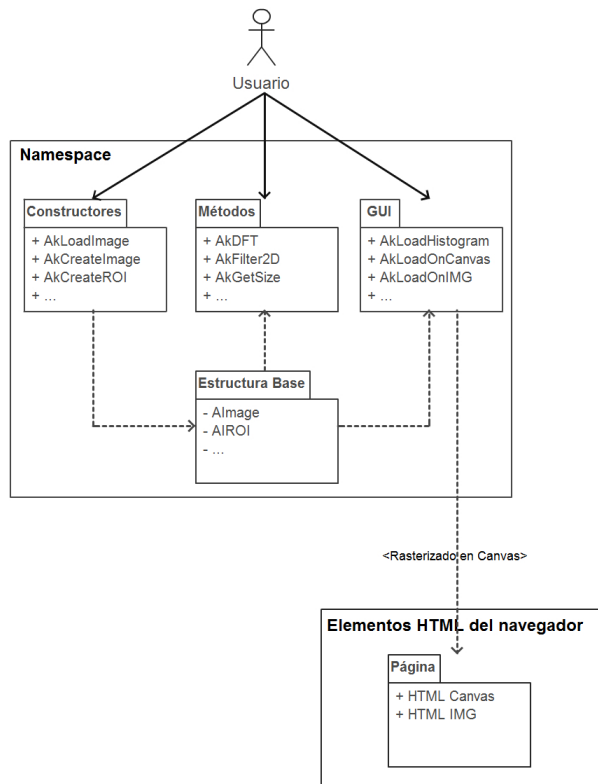 Usuario
Namespace
Constructores
+ AkLoadImage
+ AkCreateImage
+ AkCreateROI
+ ...
Métodos
+ AkDFT
+ AkFilter2D
+ AkGetSize
+ ...
GUI
+ AkLoadHistogram
+ AkLoadOnCanvas
+ AkLoadOnIMG
+ ...
Estructura Base
- AImage
- AIROI
- ...
<Rasterizado en Canvas>
Elementos HTML del navegador
Página
+ HTML Canvas
+ HTML IMG